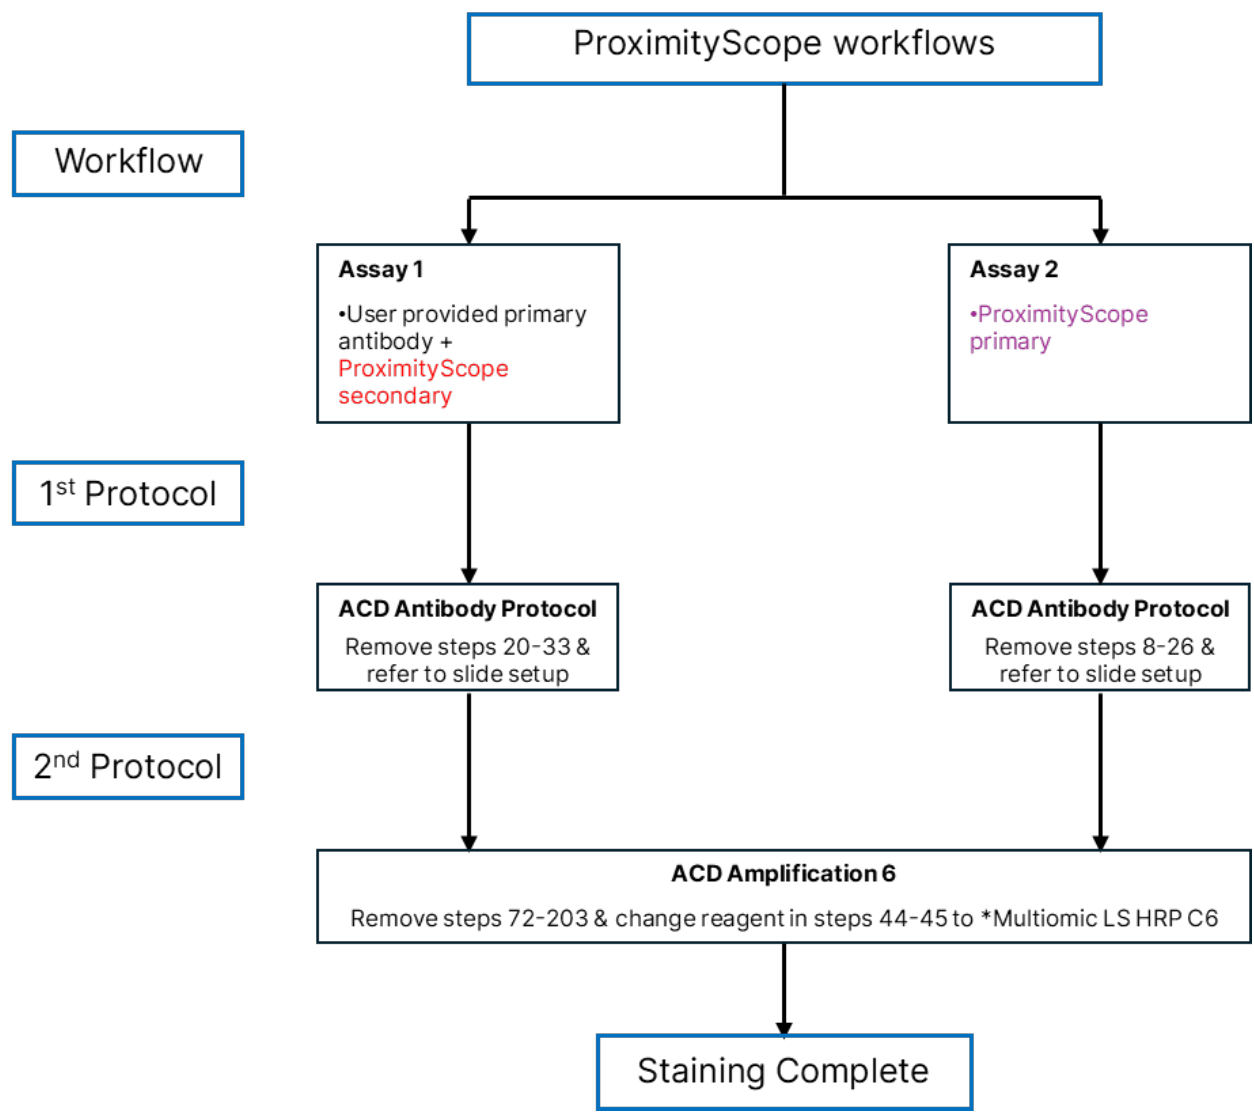 ProximityScope workflows
Workflow
Assay 1
•User provided primary
antibody +
ProximityScope
secondary
Assay 2
•ProximityScope
primary
1st Protocol
ACD Antibody Protocol
Remove steps 20-33 &
refer to slide setup
ACD Antibody Protocol
Remove steps 8-26 &
refer to slide setup
2nd Protocol
ACD Amplification 6
Remove steps 72-203 & change reagent in steps 44-45 to *Multiomic LS HRP C6
Staining Complete